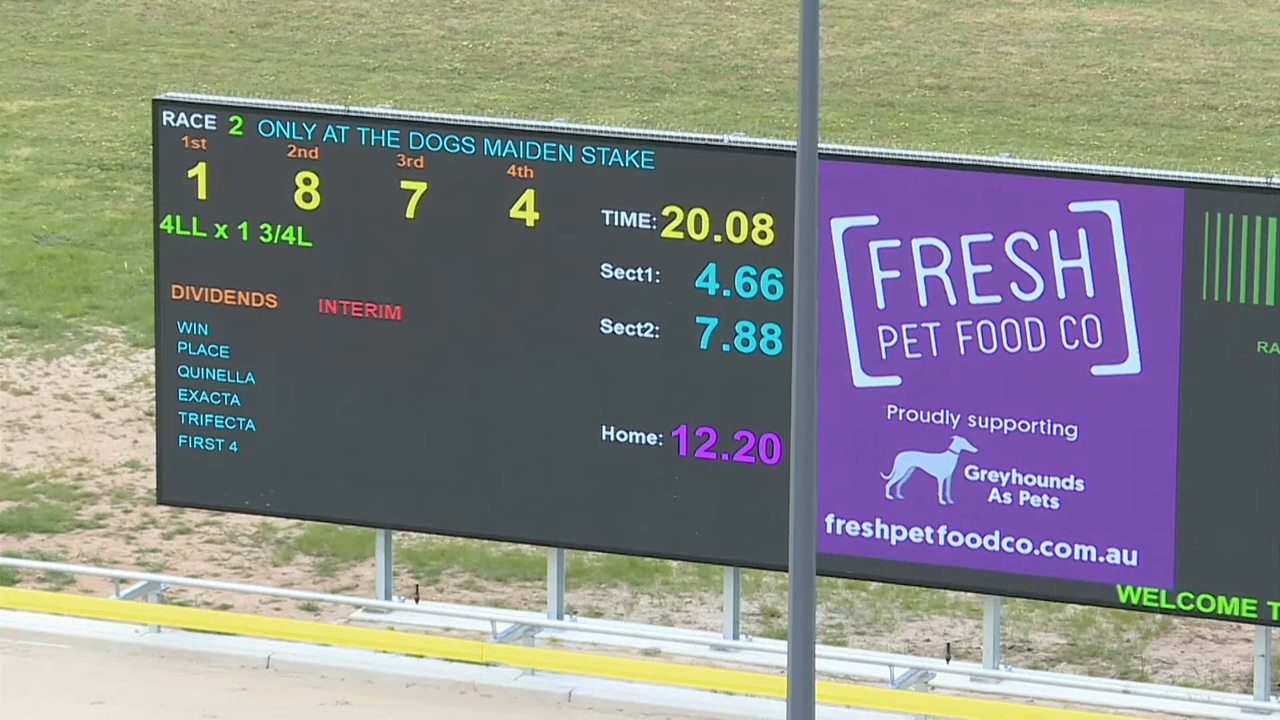 RACE 2 ONLY AT THE DOGS MAIDEN STAKE
1st 2nd 3rd 4th
1 8 7 4
4LL x 1 3/4L
TIME: 20.08
Sect1: 4.66
Sect2: 7.88
Home: 12.20
DIVIDENDS INTERIM
WIN
PLACE
QUINELLA
EXACTA
TRIFECTA
FIRST 4
FRESH
PET FOOD CO
Proudly supporting
Greyhounds
As Pets
freshpetfoodco.com.au
RA
WELCOME T